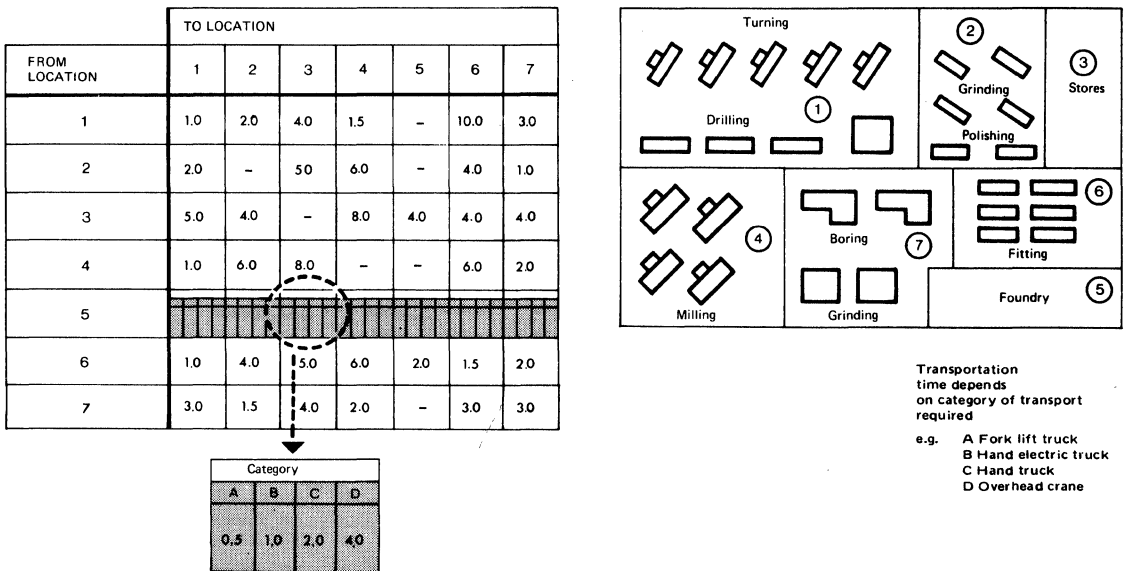 TO LOCATION
FROM
LOCATION
1 2 3 4 5 6 7
1 1.0 2.0 4.0 1.5 – 10.0 3.0
2 2.0 – 50 6.0 – 4.0 1.0
3 5.0 4.0 – 8.0 4.0 4.0 4.0
4 1.0 6.0 8.0 – – 6.0 2.0
5
6 1.0 4.0 5.0 6.0 2.0 1.5 2.0
7 3.0 1.5 4.0 2.0 – 3.0 3.0
Category
A B C D
0,5 1,0 2,0 4,0
Turning
1
Drilling
2
Grinding
Polishing
3
Stores
4
Milling
Boring
7
Grinding
6
Fitting
Foundry
5
Transportation
time depends
on category of transport
required
e.g. A Fork lift truck
B Hand electric truck
C Hand truck
D Overhead crane